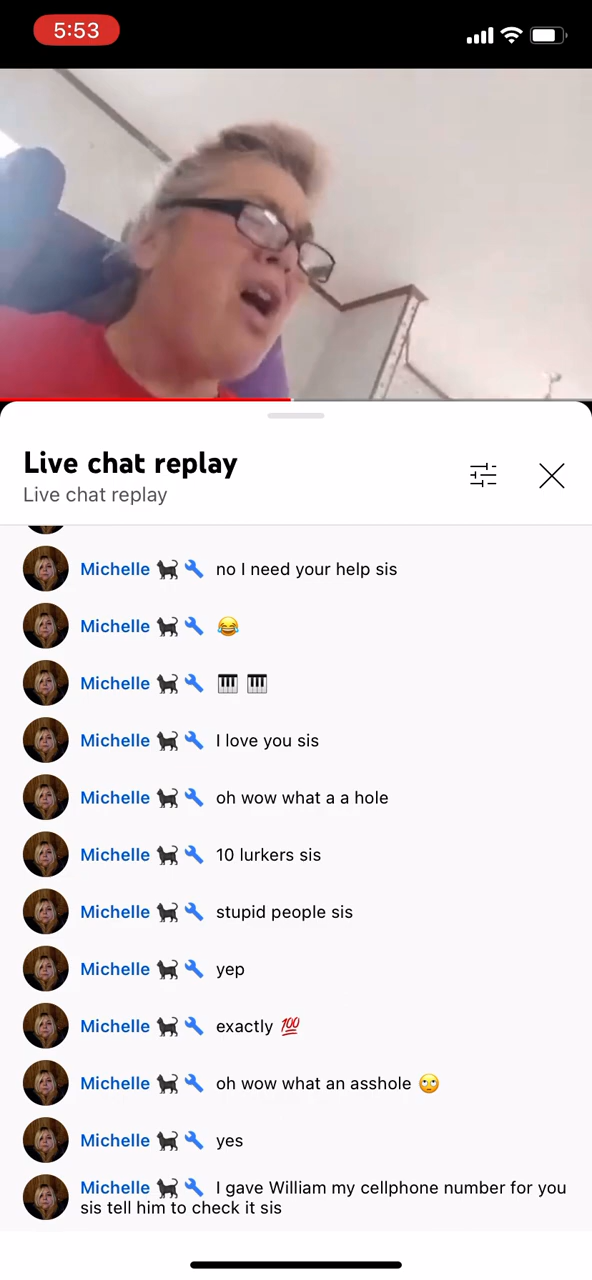 5:53
Live chat replay
Live chat replay
Michelle 🐈‍⬛ 🔧 no I need your help sis
Michelle 🐈‍⬛ 🔧 😂
Michelle 🐈‍⬛ 🔧 🎹 🎹
Michelle 🐈‍⬛ 🔧 I love you sis
Michelle 🐈‍⬛ 🔧 oh wow what a a hole
Michelle 🐈‍⬛ 🔧 10 lurkers sis
Michelle 🐈‍⬛ 🔧 stupid people sis
Michelle 🐈‍⬛ 🔧 yep
Michelle 🐈‍⬛ 🔧 exactly 💯
Michelle 🐈‍⬛ 🔧 oh wow what an asshole 🙄
Michelle 🐈‍⬛ 🔧 yes
Michelle 🐈‍⬛ 🔧 I gave William my cellphone number for you
sis tell him to check it sis